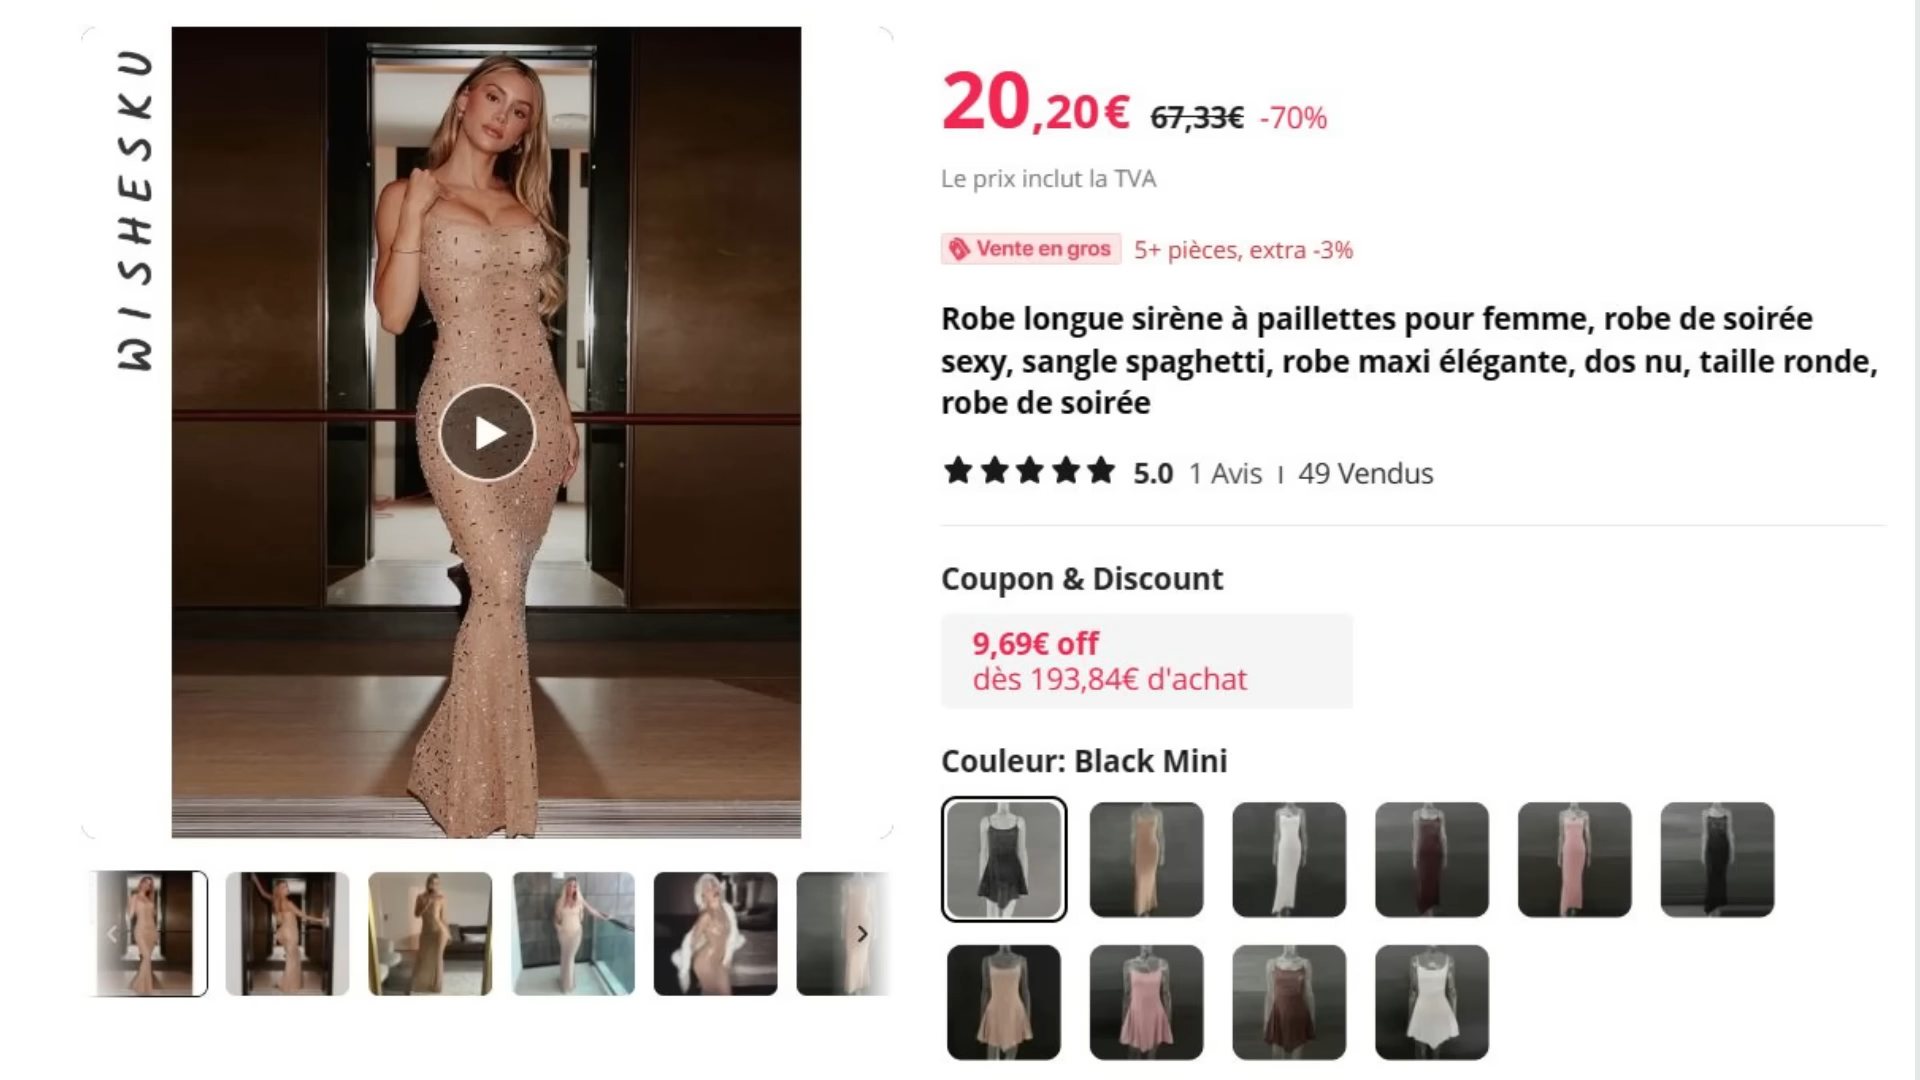 WISHESKU
20,20€ 67,33€ -70%
Le prix inclut la TVA
Vente en gros 5+ pièces, extra -3%
Robe longue sirène à paillettes pour femme, robe de soirée
sexy, sangle spaghetti, robe maxi élégante, dos nu, taille ronde,
robe de soirée
5.0 1 Avis | 49 Vendus
Coupon & Discount
9,69€ off
dès 193,84€ d'achat
Couleur: Black Mini